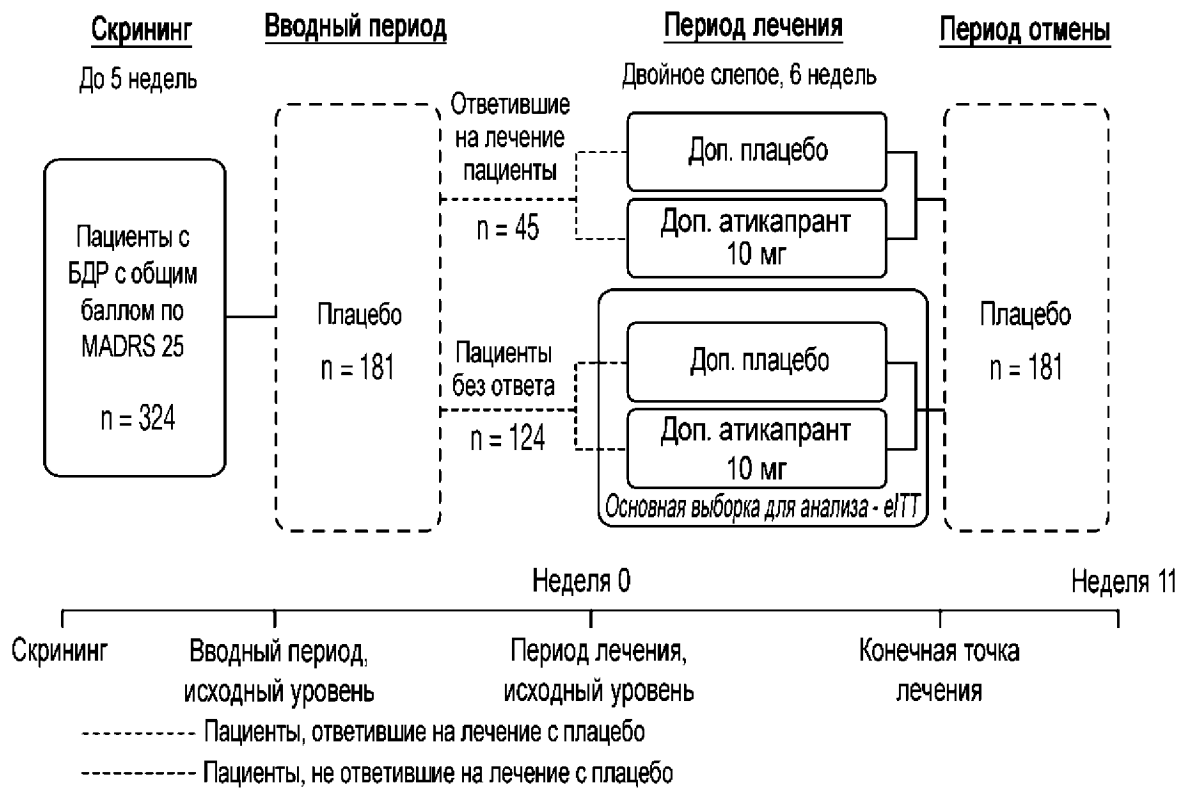 Скрининг
До 5 недель
Пациенты с
БДР с общим
баллом по
MADRS 25
n = 324
Вводный период
Плацебо
n = 181
Ответившие
на лечение
пациенты
n = 45
Пациенты
без ответа
n = 124
Период лечения
Двойное слепое, 6 недель
Доп. плацебо
Доп. атикапрант
10 мг
Доп. плацебо
Доп. атикапрант
10 мг
Основная выборка для анализа - eITT
Период отмены
Плацебо
n = 181
Неделя 0
Неделя 11
Скрининг
Вводный период,
исходный уровень
Период лечения,
исходный уровень
Конечная точка
лечения
Пациенты, ответившие на лечение с плацебо
Пациенты, не ответившие на лечение с плацебо